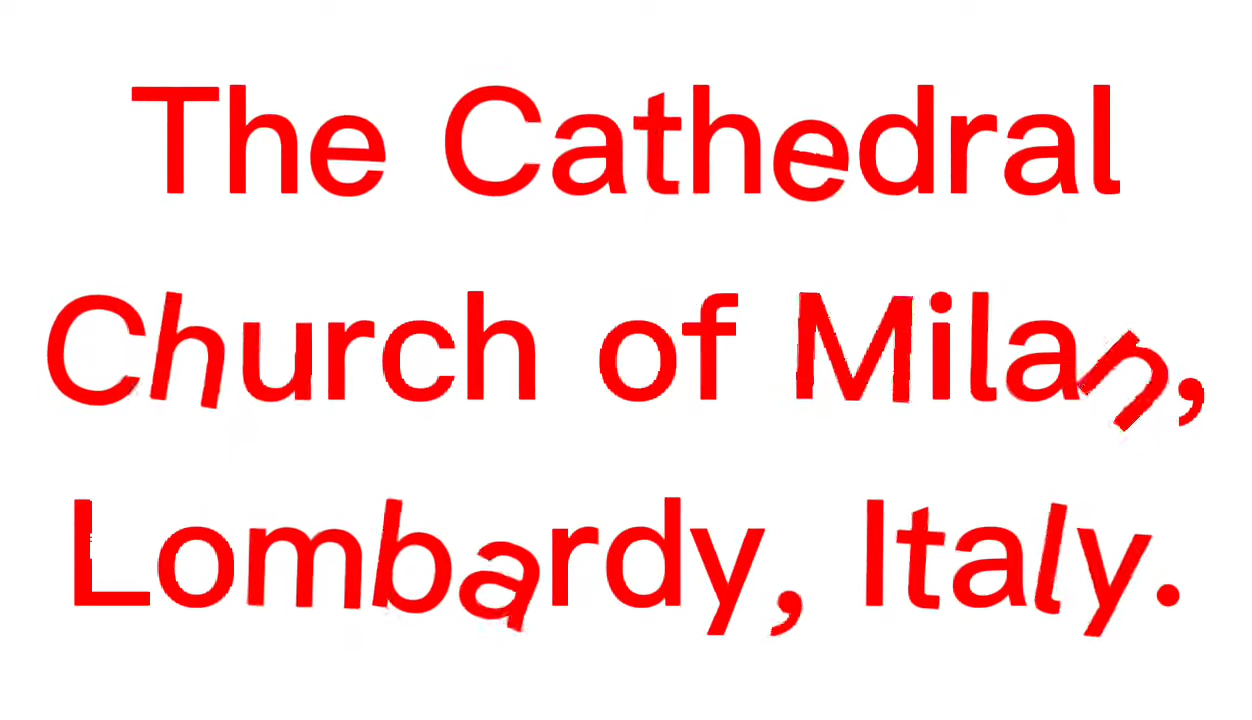 The Cathedral
Church of Milan,
Lombardy, Italy.